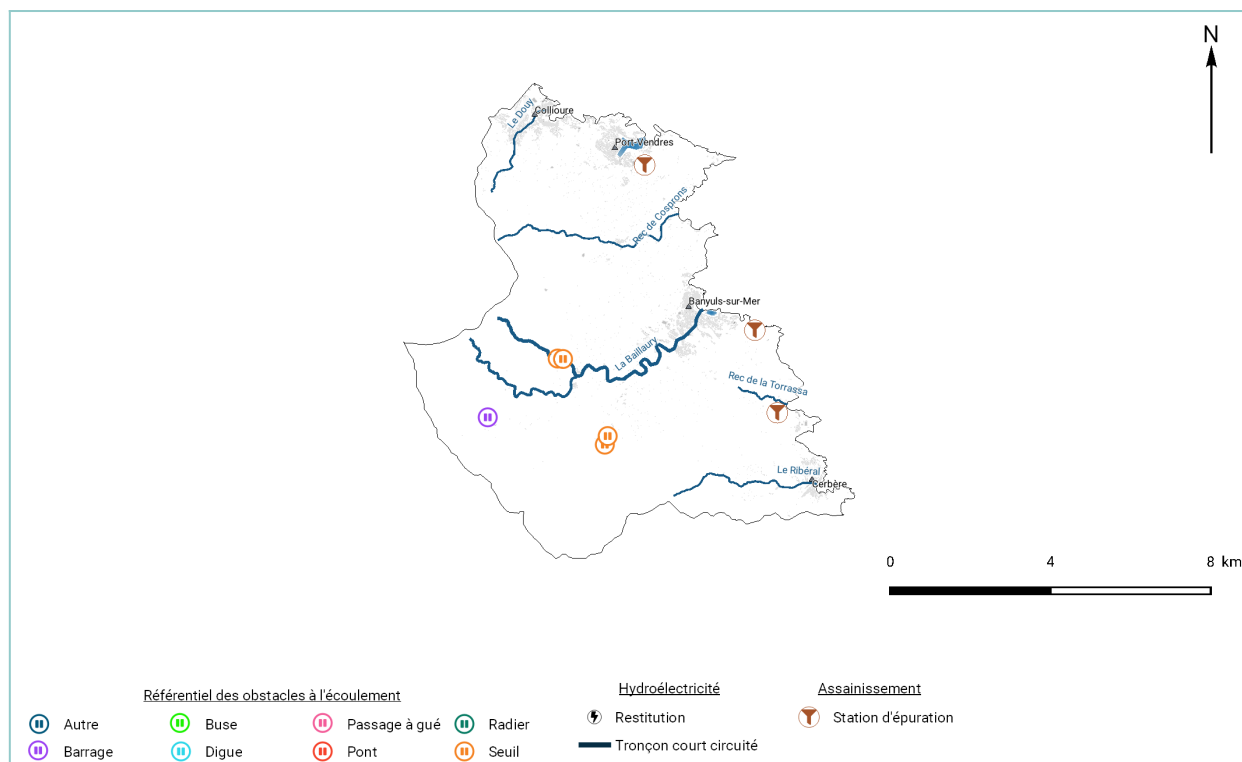 N
Le Douy
Collioure
Port-Vendres
Rec de Cosprons
Banyuls-sur-Mer
La Baillaury
Rec de la Torrassa
Le Ribéral
Cerbère
0 4 8 km
Référentiel des obstacles à l'écoulement
Autre Buse Passage à gué Radier
Barrage Digue Pont Seuil
Hydroélectricité
Restitution
Tronçon court circuité
Assainissement
Station d'épuration